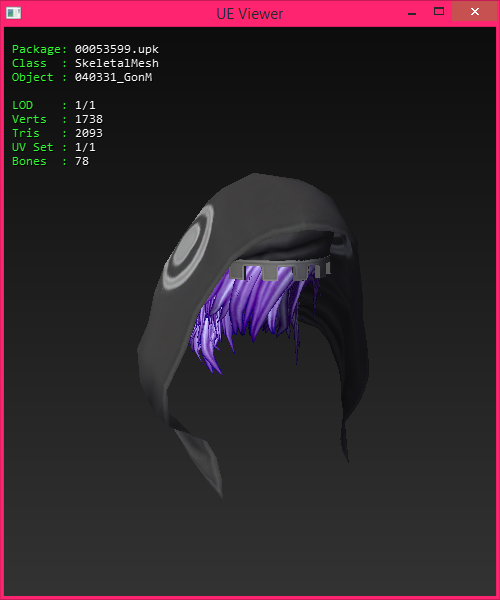 UE Viewer
Package: 00053599.upk
Class : SkeletalMesh
Object : 040331_GonM
LOD : 1/1
Verts : 1738
Tris : 2093
UV Set : 1/1
Bones : 78